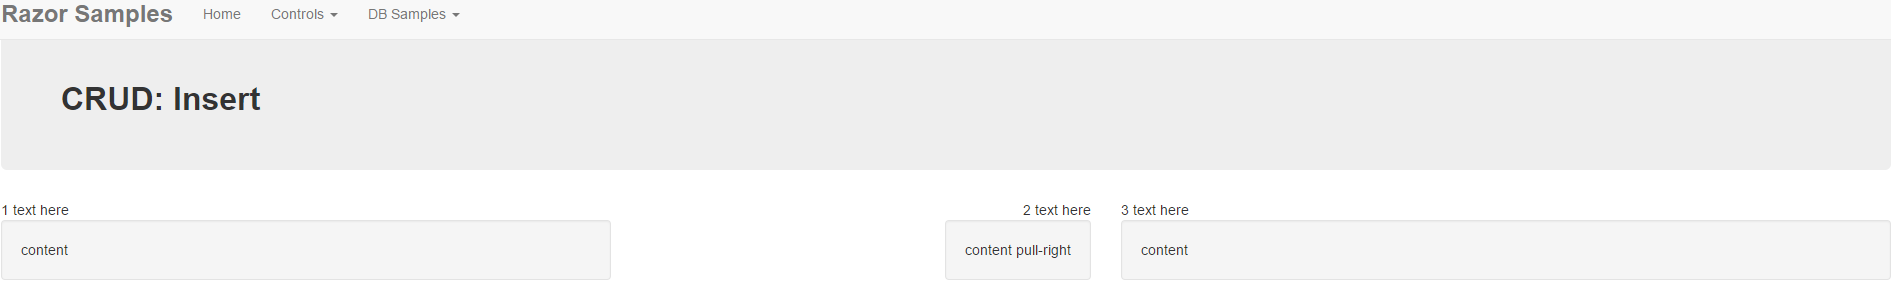 Razor Samples Home Controls DB Samples
CRUD: Insert
1 text here 2 text here 3 text here
content content pull-right content